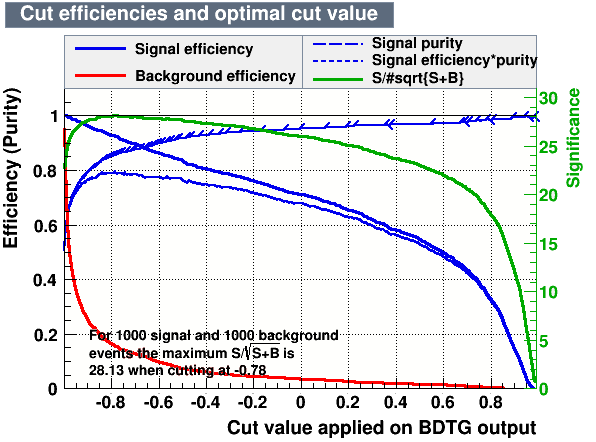 Cut efficiencies and optimal cut value
Signal efficiency
Background efficiency
Signal purity
Signal efficiency*purity
S/#sqrt{S+B}
Efficiency (Purity)
1
0.8
0.6
0.4
0.2
0
Significance
30
25
20
15
10
5
0
For 1000 signal and 1000 background
events the maximum S/√S+B is
28.13 when cutting at -0.78
-0.8 -0.6 -0.4 -0.2 0 0.2 0.4 0.6 0.8
Cut value applied on BDTG output